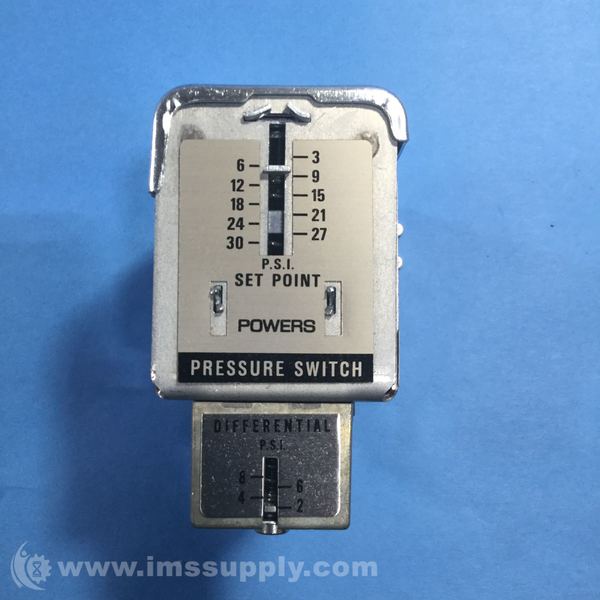 3
6
9
12
15
18
21
24
27
30
P.S.I.
SET POINT
POWERS
PRESSURE SWITCH
DIFFERENTIAL
P.S.I.
8
6
4
2
www.imssupply.com